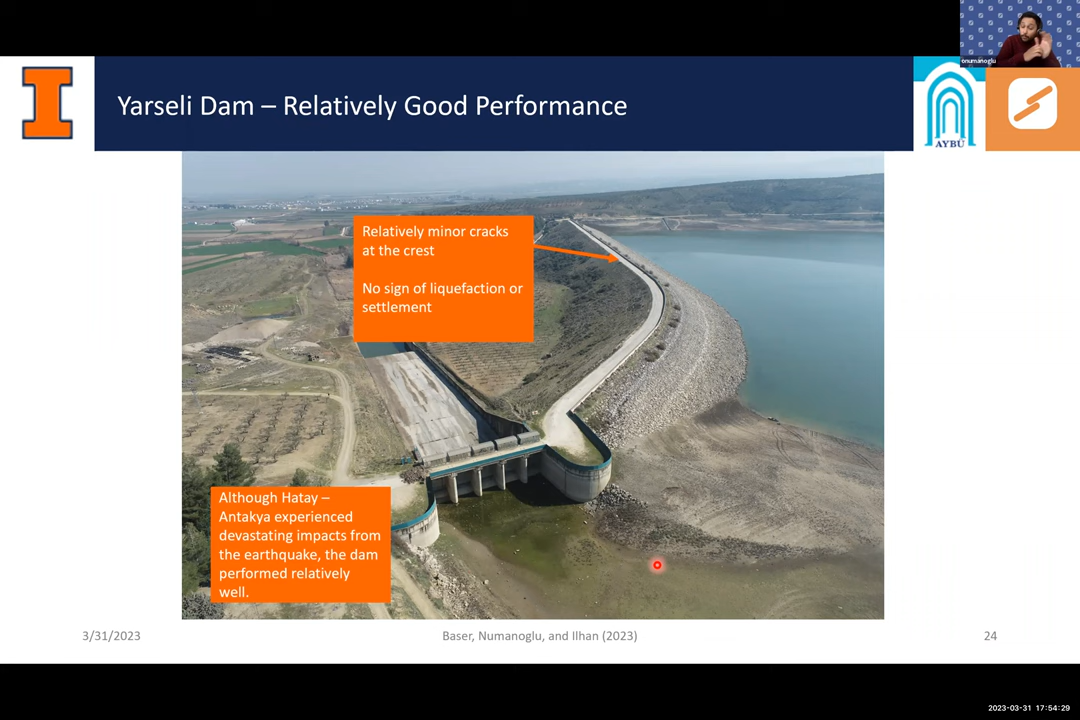 onumanoglu
Yarseli Dam – Relatively Good Performance
AYBÜ
Relatively minor cracks
at the crest
No sign of liquefaction or
settlement
Although Hatay –
Antakya experienced
devastating impacts from
the earthquake, the dam
performed relatively
well.
3/31/2023
Baser, Numanoglu, and Ilhan (2023)
24
2023-03-31 17:54:29